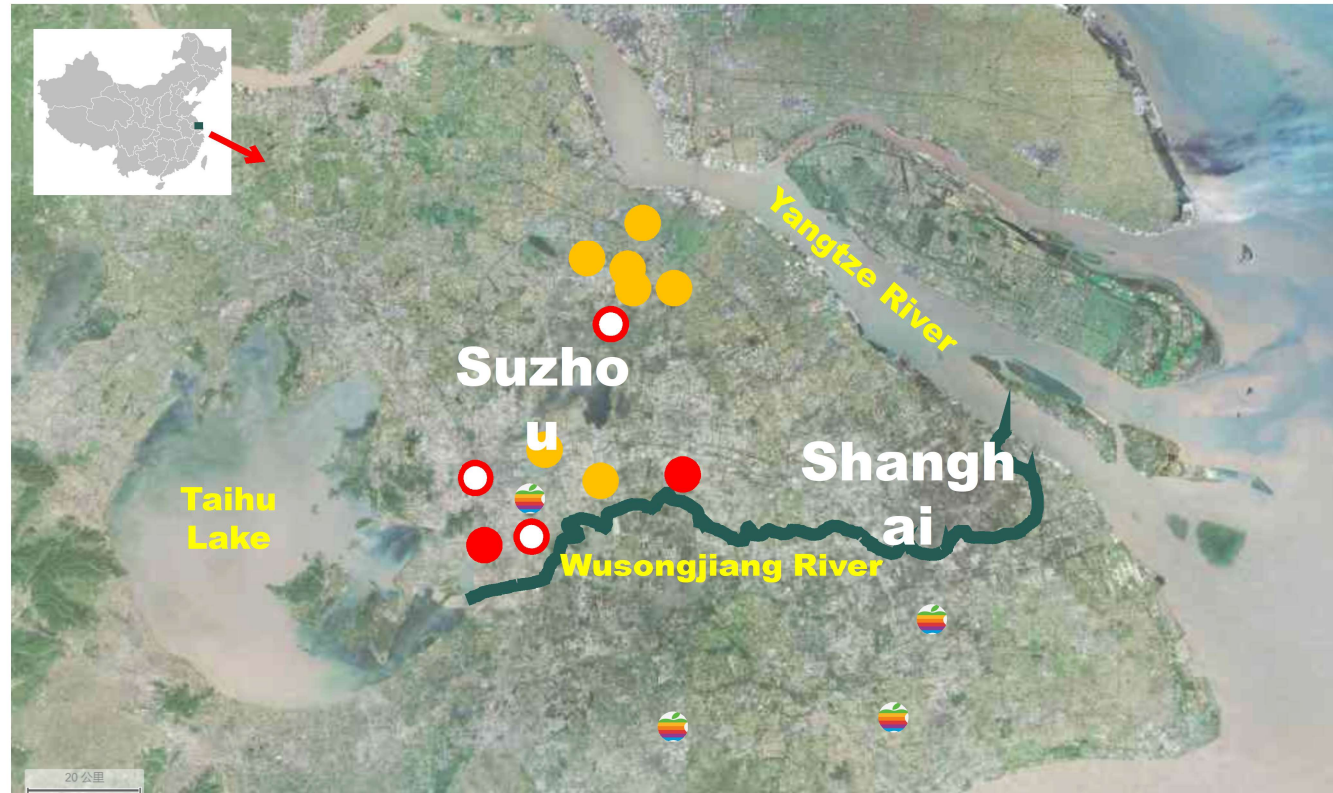 Yangtze River
Suzho
u
Shangh
ai
Taihu
Lake
Wusongjiang River
20 公里